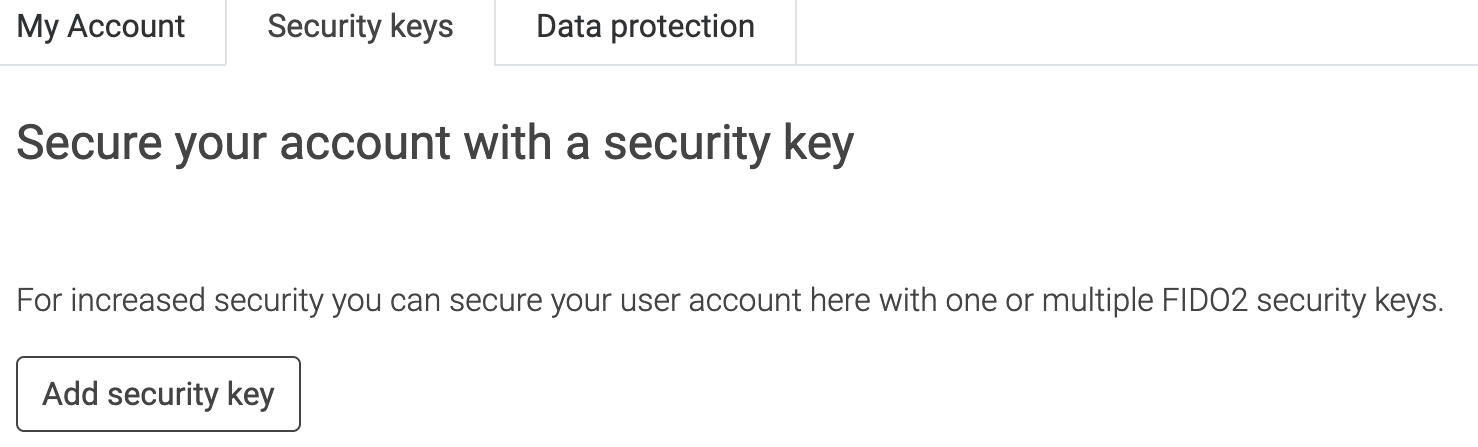 My Account Security keys Data protection
Secure your account with a security key
For increased security you can secure your user account here with one or multiple FIDO2 security keys.
Add security key